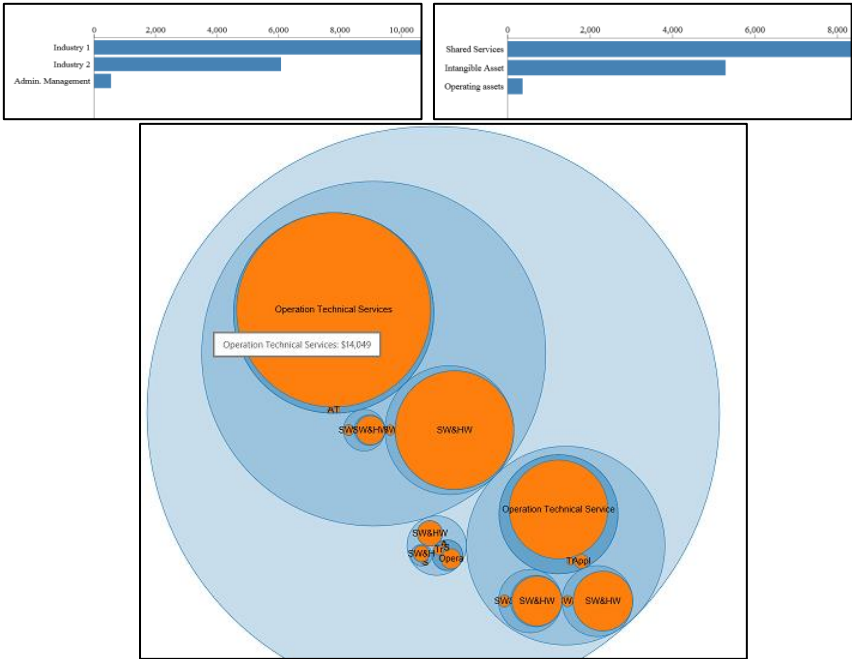 0 2,000 4,000 6,000 8,000 10,000
Industry 1
Industry 2
Admin. Management
0 2,000 4,000 6,000 8,000
Shared Services
Intangible Asset
Operating assets
Operation Technical Services
Operation Technical Services: $14,049
AT
SW&HW
SW&HW
SW&HW
SW&H
Opera
Operation Technical Service
Appl
SW&HW
SW&HW